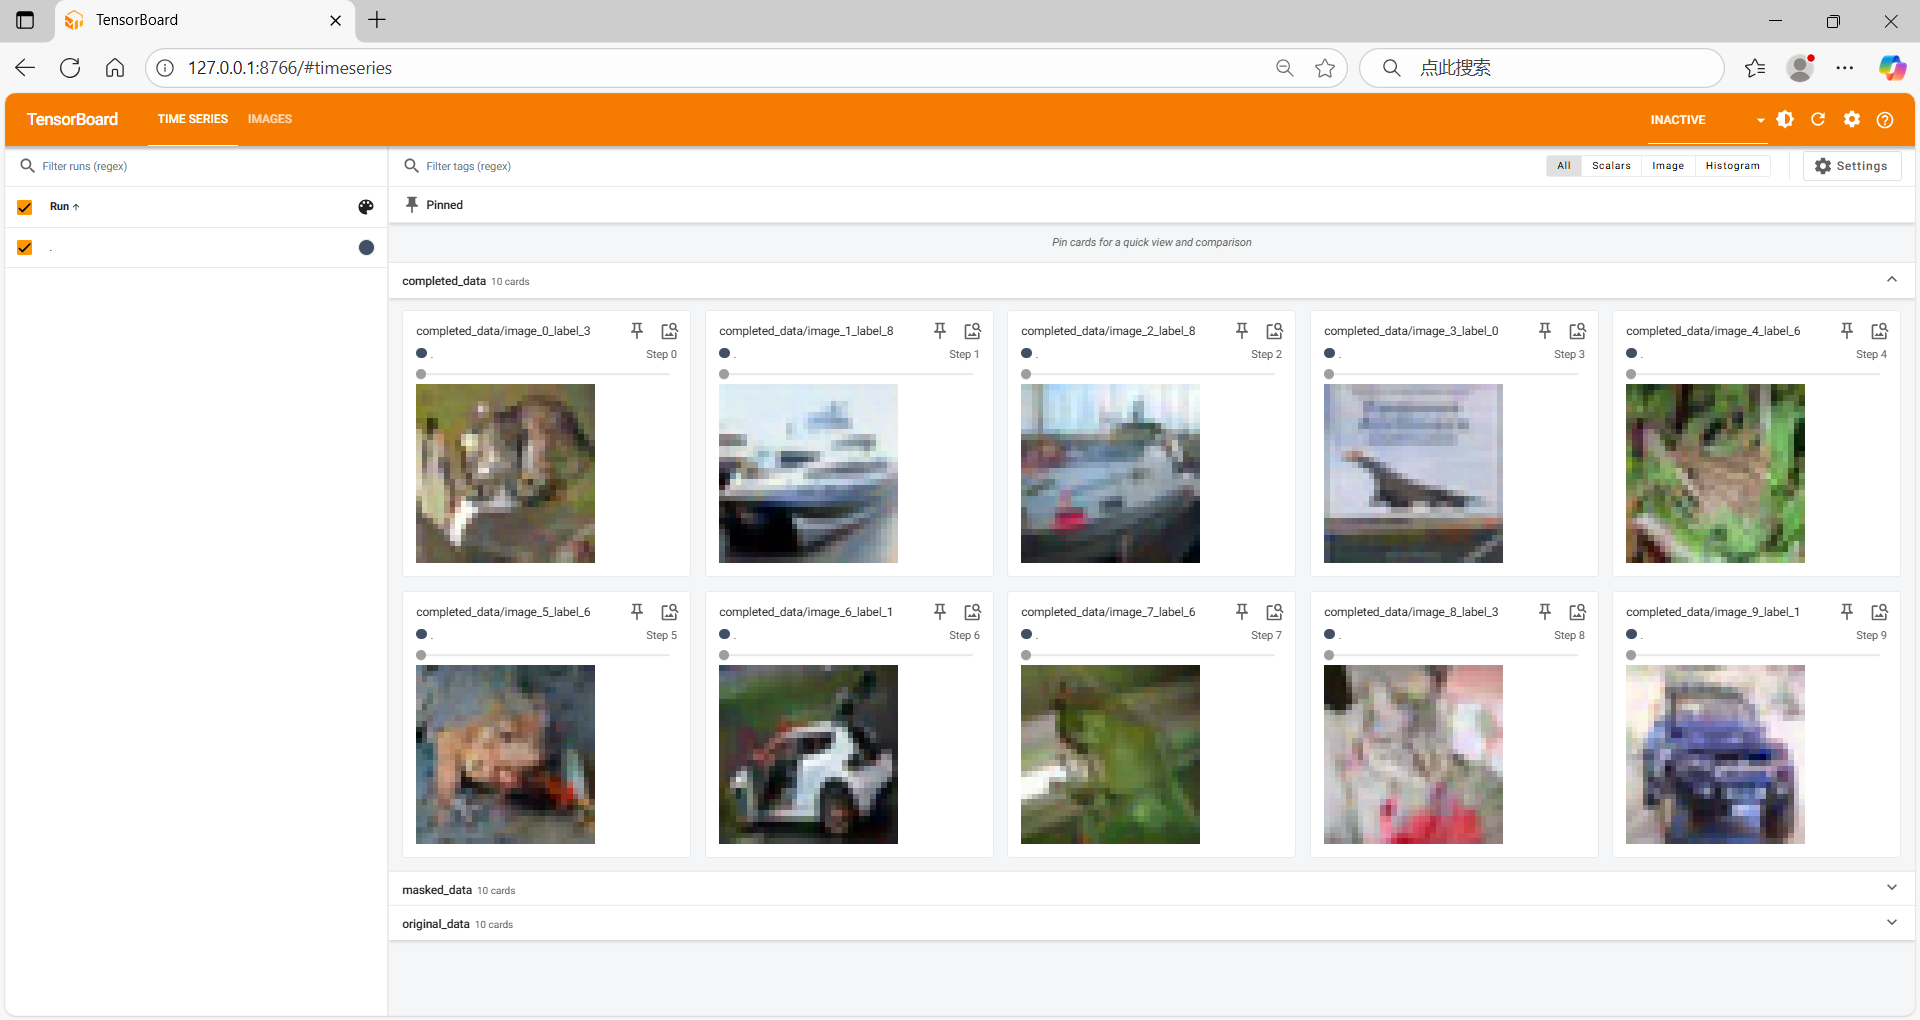 TensorBoard
127.0.0.1:8766/#timeseries
点此搜索
TensorBoard
TIME SERIES
IMAGES
INACTIVE
Filter runs (regex)
Filter tags (regex)
All
Scalars
Image
Histogram
Settings
Run
Pinned
.
Pin cards for a quick view and comparison
completed_data 10 cards
completed_data/image_0_label_3
. Step 0
completed_data/image_1_label_8
. Step 1
completed_data/image_2_label_8
. Step 2
completed_data/image_3_label_0
. Step 3
completed_data/image_4_label_6
. Step 4
completed_data/image_5_label_6
. Step 5
completed_data/image_6_label_1
. Step 6
completed_data/image_7_label_6
. Step 7
completed_data/image_8_label_3
. Step 8
completed_data/image_9_label_1
. Step 9
masked_data 10 cards
original_data 10 cards